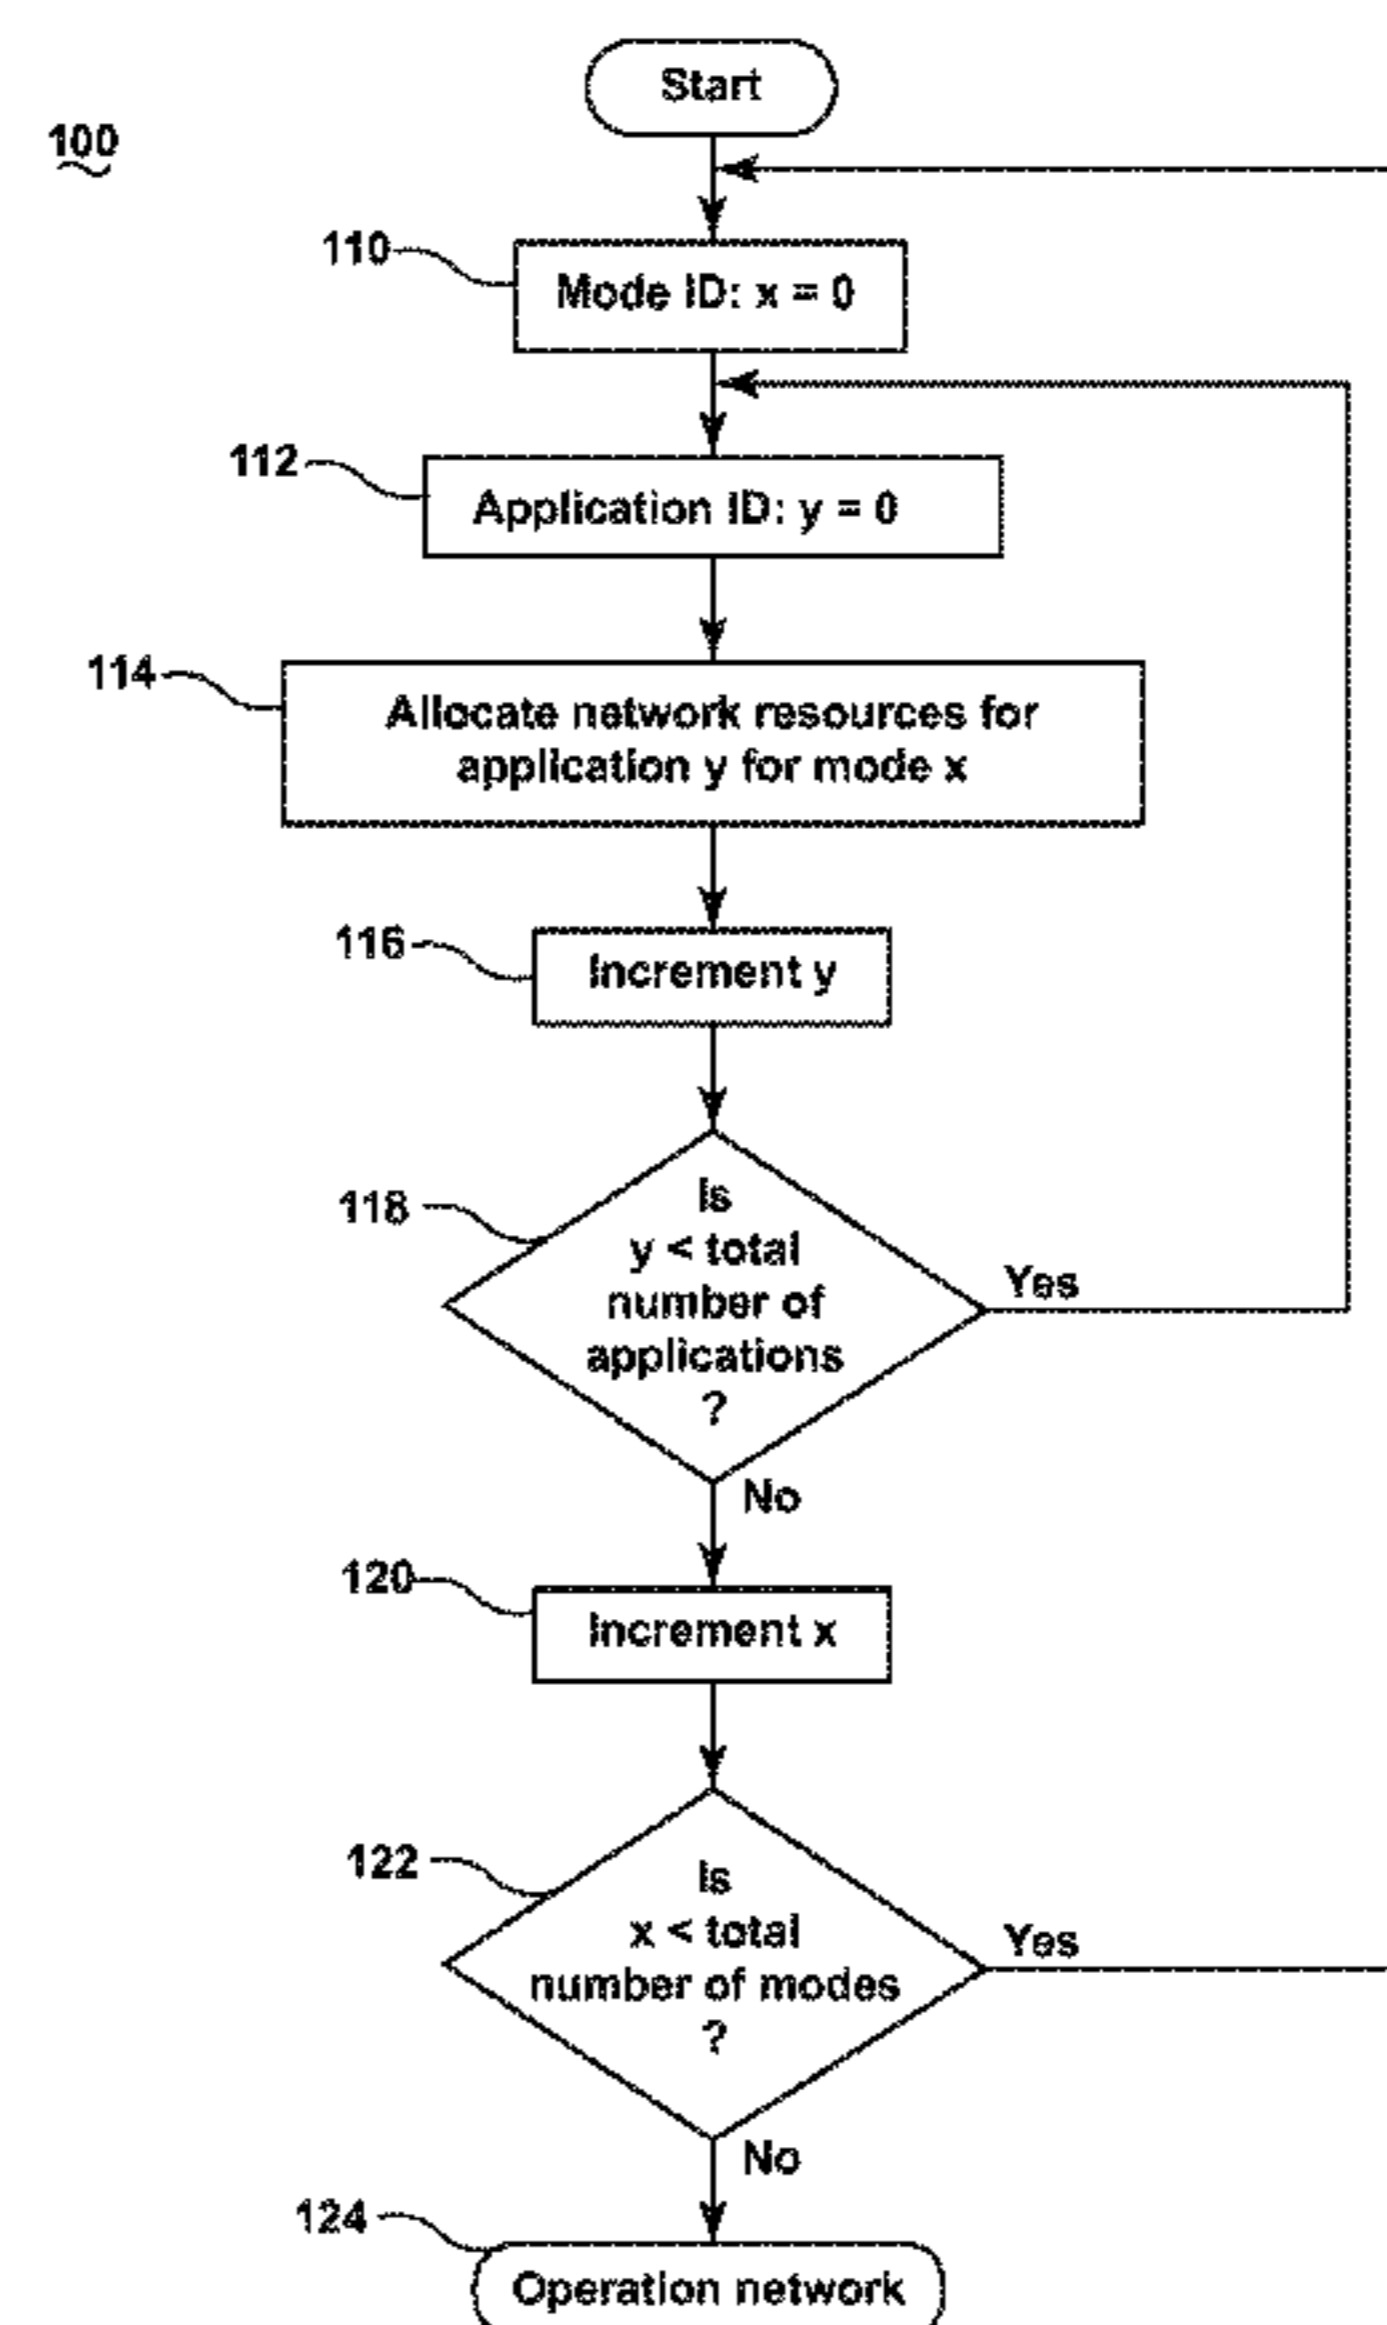 Start
100
110
Mode ID: x = 0
112
Application ID: y = 0
114
Allocate network resources for
application y for mode x
116
Increment y
118
Is
y < total
number of
applications
?
Yes
No
120
Increment x
122
Is
x < total
number of modes
?
Yes
No
124
Operation network